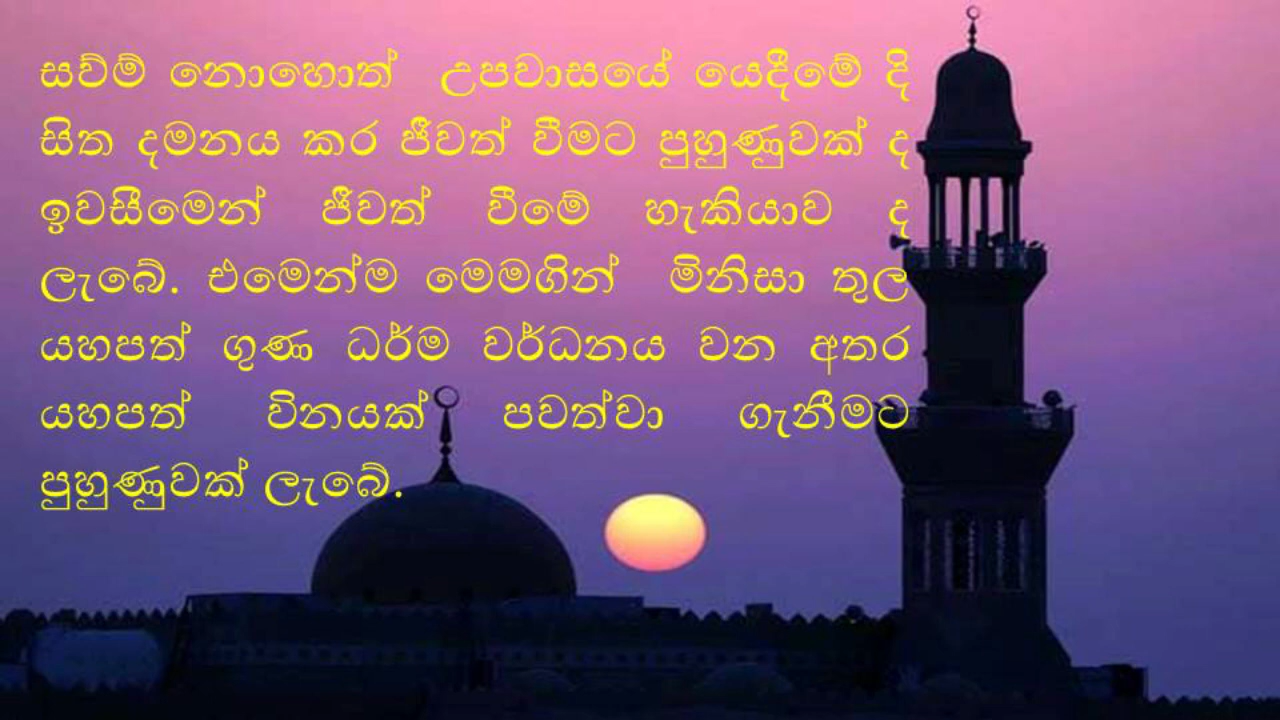 සව්ම් නොහොත් උපවාසයේ යෙදීමේ දි
සිත දමනය කර ජීවත් වීමට පුහුණුවක් ද
ඉවසීමෙන් ජීවත් වීමේ හැකියාව ද
ලැබේ. එමෙන්ම මෙමගින් මිනිසා තුල
යහපත් ගුණ ධර්ම වර්ධනය වන අතර
යහපත් විනයක් පවත්වා ගැනීමට
පුහුණුවක් ලැබේ.